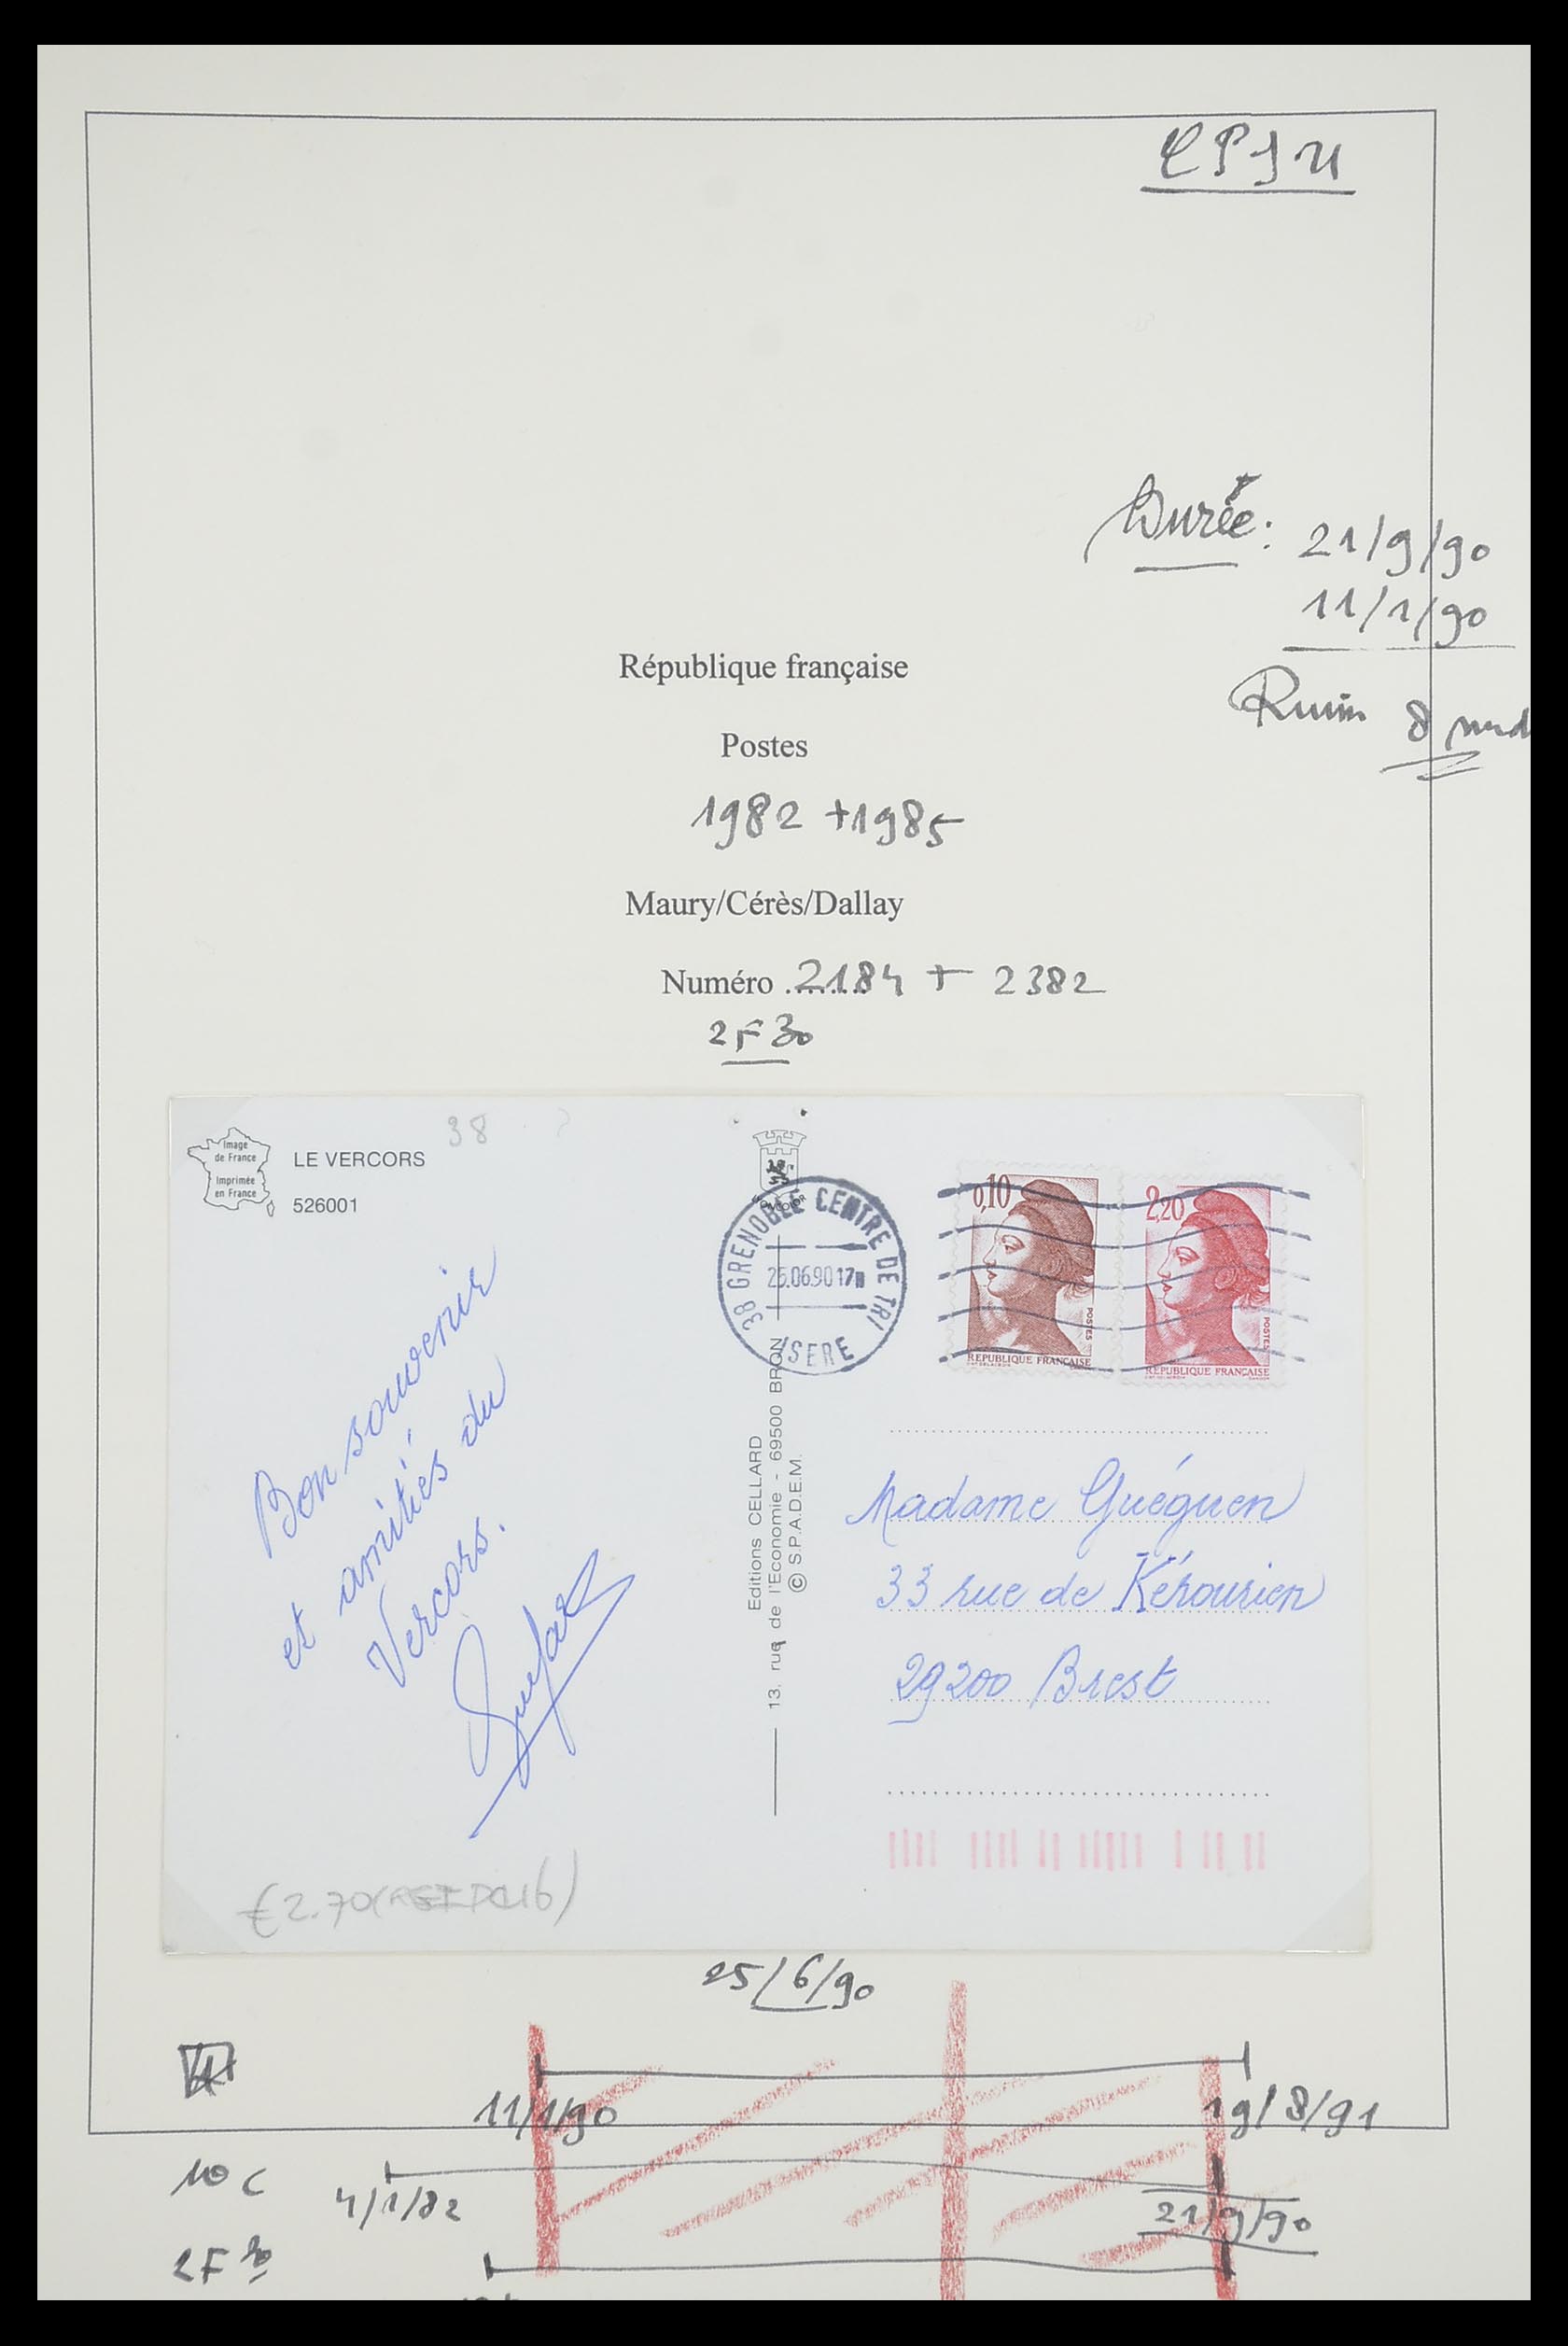 Durée: 21/9/90
11/1/90
8
République française
Postes
1982 + 1985
Maury/Cérès/Dallay
Numéro ........ 2184 + 2382
2F30
Image
de France
Imprimée
en France
LE VERCORS
526001
38
Bon souvenir
et amitiés du
Vercors.
38 GRENOBLE CENTRE DE TRI
25.06.90 17H
ISERE
0,10
POSTES
REPUBLIQUE FRANÇAISE
2,20
POSTES
REPUBLIQUE FRANÇAISE
Editions CELLARD
13, rue de l'Economie - 69500 BRON
© S.P.A.D.E.M.
Madame Guéguen
33 rue de Kérourien
29200 Brest
€2.70
25/6/90
11/1/90
19/8/91
10 c
4/1/82
21/9/90
2F